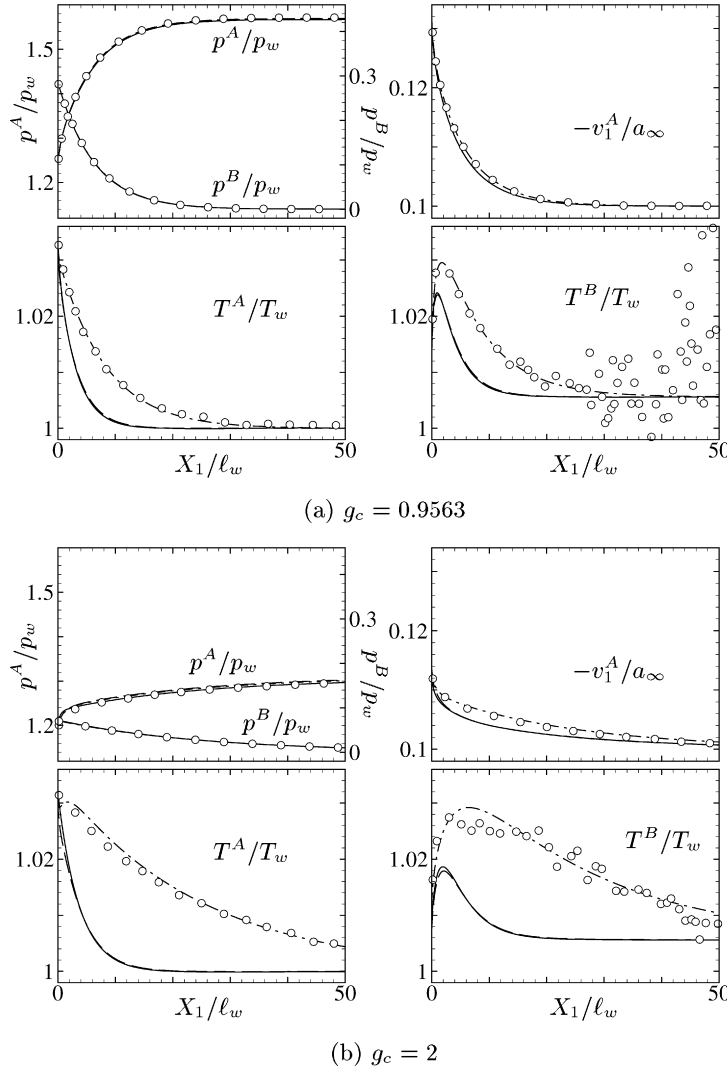 p^A/p_w
1.5
1.2
p^A/p_w
p^B/p_w
0.3
0
p^B/p_w
0.12
0.1
−v_1^A/a_∞
1.02
1
T^A/T_w
0
50
X_1/ℓ_w
1.02
1
T^B/T_w
0
50
X_1/ℓ_w
(a) g_c = 0.9563
p^A/p_w
1.5
1.2
p^A/p_w
p^B/p_w
0.3
0
p^B/p_w
0.12
0.1
−v_1^A/a_∞
1.02
1
T^A/T_w
0
50
X_1/ℓ_w
1.02
1
T^B/T_w
0
50
X_1/ℓ_w
(b) g_c = 2